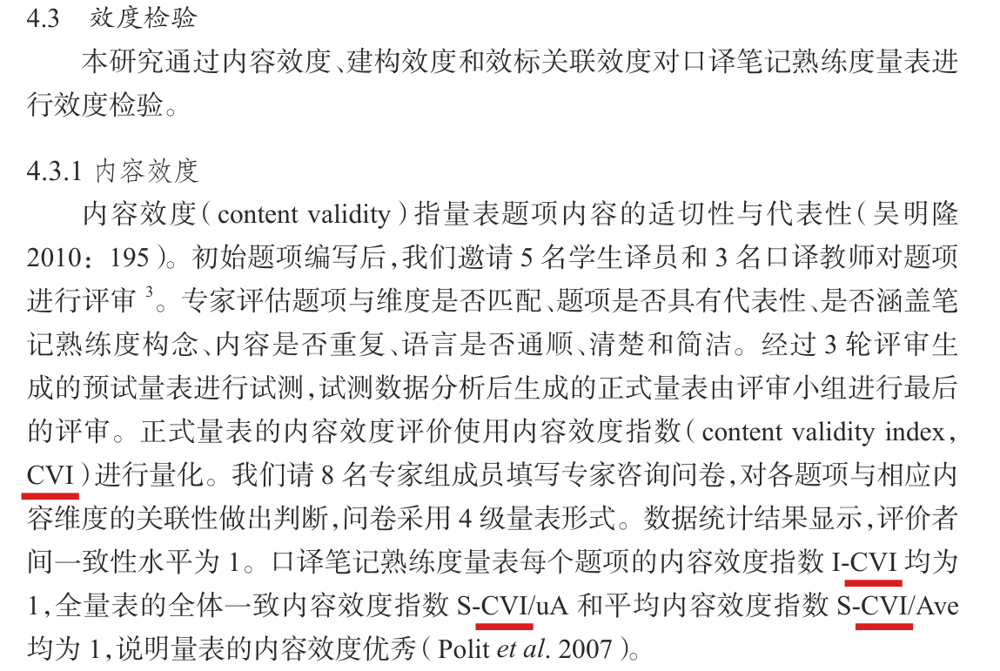 4.3 效度检验
本研究通过内容效度、建构效度和效标关联效度对口译笔记熟练度量表进
行效度检验。
4.3.1 内容效度
内容效度(content validity)指量表题项内容的适切性与代表性(吴明隆
2010: 195)。初始题项编写后,我们邀请 5 名学生译员和 3 名口译教师对题项
进行评审 3。专家评估题项与维度是否匹配、题项是否具有代表性、是否涵盖笔
记熟练度构念、内容是否重复、语言是否通顺、清楚和简洁。经过 3 轮评审生
成的预试量表进行试测,试测数据分析后生成的正式量表由评审小组进行最后
的评审。正式量表的内容效度评价使用内容效度指数(content validity index,
CVI)进行量化。我们请 8 名专家组成员填写专家咨询问卷,对各题项与相应内
容维度的关联性做出判断,问卷采用 4 级量表形式。数据统计结果显示,评价者
间一致性水平为 1。口译笔记熟练度量表每个题项的内容效度指数 I-CVI 均为
1,全量表的全体一致内容效度指数 S-CVI/uA 和平均内容效度指数 S-CVI/Ave
均为 1,说明量表的内容效度优秀(Polit et al. 2007)。